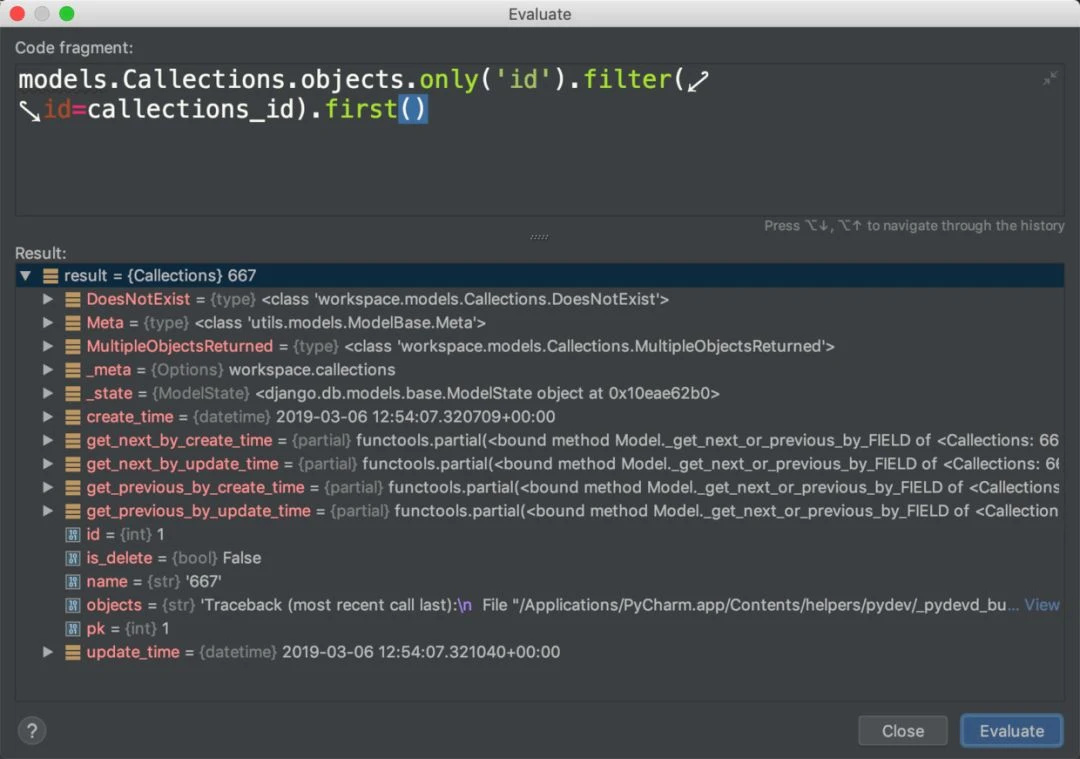 Evaluate
Code fragment:
models.Callections.objects.only('id').filter(
id=callections_id).first()
Press ⌥↓, ⌥↑ to navigate through the history
Result:
result = {Callections} 667
DoesNotExist = {type} <class 'workspace.models.Callections.DoesNotExist'>
Meta = {type} <class 'utils.models.ModelBase.Meta'>
MultipleObjectsReturned = {type} <class 'workspace.models.Callections.MultipleObjectsReturned'>
_meta = {Options} workspace.callections
_state = {ModelState} <django.db.models.base.ModelState object at 0x10eae62b0>
create_time = {datetime} 2019-03-06 12:54:07.320709+00:00
get_next_by_create_time = {partial} functools.partial(<bound method Model._get_next_or_previous_by_FIELD of <Callections: 66
get_next_by_update_time = {partial} functools.partial(<bound method Model._get_next_or_previous_by_FIELD of <Callections: 66
get_previous_by_create_time = {partial} functools.partial(<bound method Model._get_next_or_previous_by_FIELD of <Callections
get_previous_by_update_time = {partial} functools.partial(<bound method Model._get_next_or_previous_by_FIELD of <Callection
id = {int} 1
is_delete = {bool} False
name = {str} '667'
objects = {str} 'Traceback (most recent call last):\n File "/Applications/PyCharm.app/Contents/helpers/pydev/_pydevd_bu... View
pk = {int} 1
update_time = {datetime} 2019-03-06 12:54:07.321040+00:00
?
Close
Evaluate